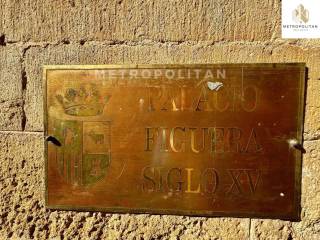 METROPOLITAN
METROPOLITAN
PALACIO
FIGUERA
SIGLO XV